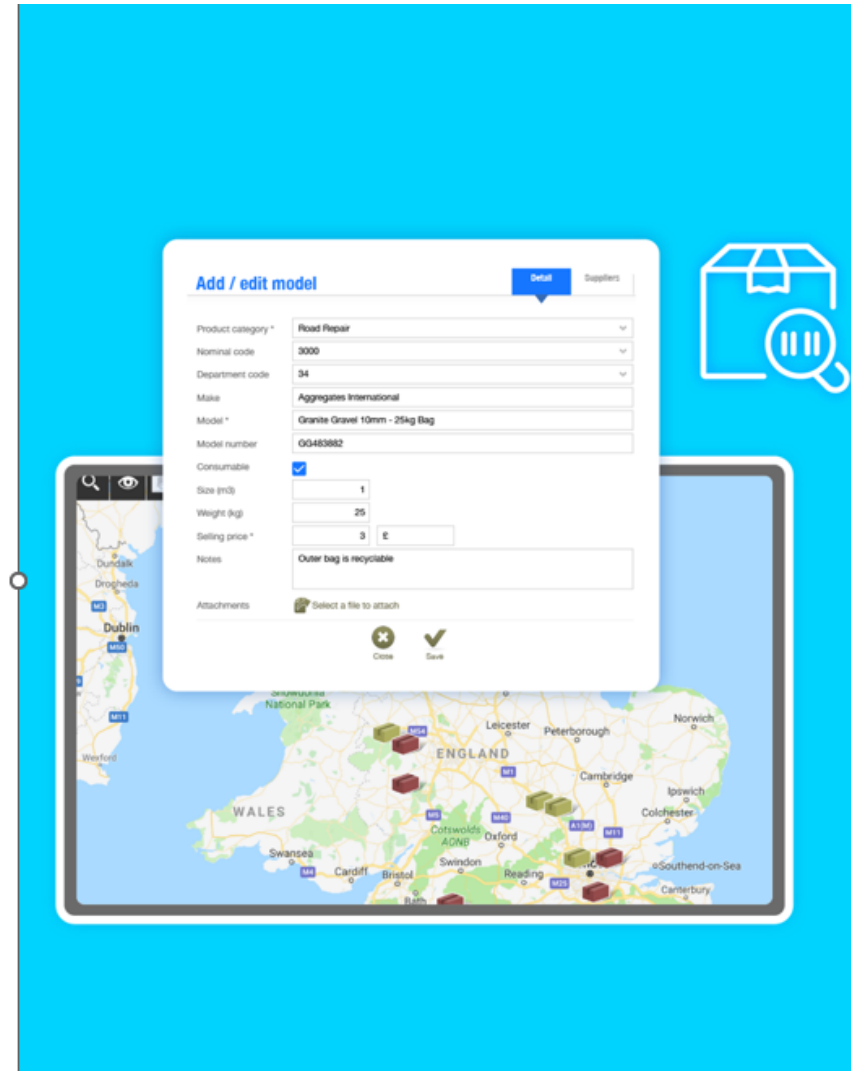 Add / edit model
Detail
Suppliers
Product category *
Road Repair
Nominal code
3000
Department code
34
Make
Aggregates International
Model *
Granite Gravel 10mm - 25kg Bag
Model number
GG483882
Consumable
Size (m3)
1
Weight (kg)
25
Selling price *
3
£
Notes
Outer bag is recyclable
Attachments
Select a file to attach
Close
Save
Dundalk
Drogheda
M3
Dublin
M50
M11
Wexford
Snowdonia
National Park
M54
Leicester
Peterborough
Norwich
ENGLAND
M1
Cambridge
Ipswich
WALES
M5
M40
Colchester
Cotswolds
AONB
Oxford
A1(M)
M11
Swansea
Swindon
Southend-on-Sea
M4
Cardiff
Bristol
Reading
M25
Canterbury
Bath